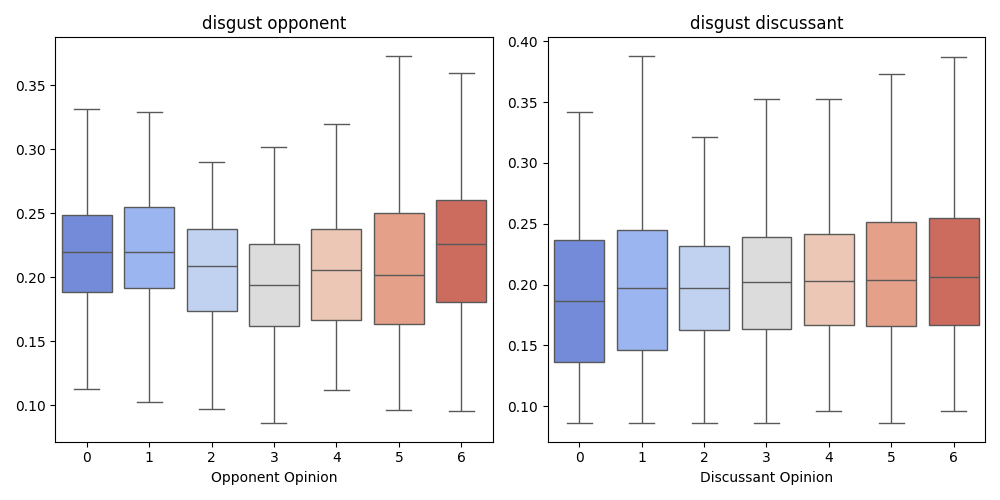 disgust opponent
0.35
0.30
0.25
0.20
0.15
0.10
0 1 2 3 4 5 6
Opponent Opinion
disgust discussant
0.40
0.35
0.30
0.25
0.20
0.15
0.10
0 1 2 3 4 5 6
Discussant Opinion